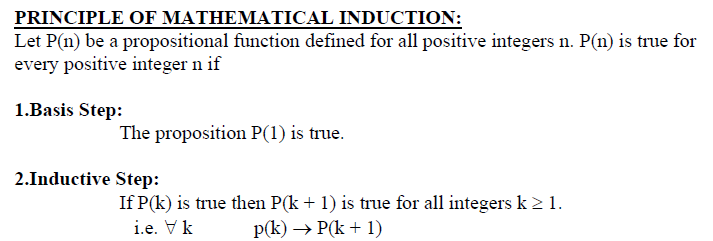 PRINCIPLE OF MATHEMATICAL INDUCTION:
Let P(n) be a propositional function defined for all positive integers n. P(n) is true for
every positive integer n if
1.Basis Step:
The proposition P(1) is true.
2.Inductive Step:
If P(k) is true then P(k + 1) is true for all integers k ≥ 1.
i.e. ∀ k p(k) → P(k + 1)